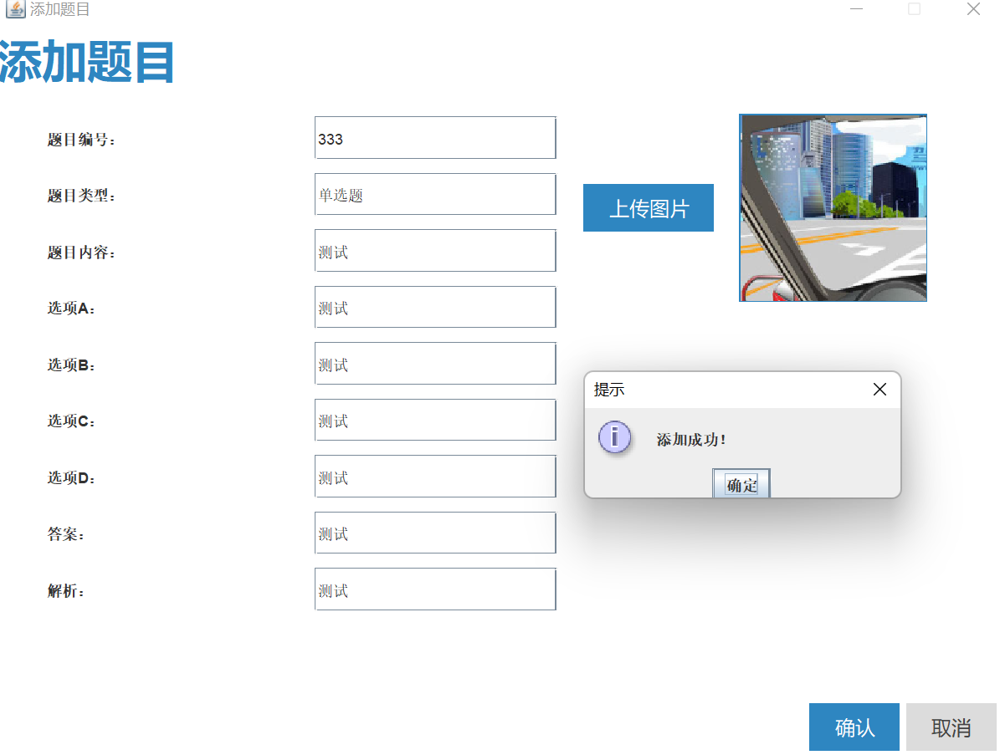 添加题目
添加题目
题目编号：
333
题目类型：
单选题
上传图片
题目内容：
测试
选项A：
测试
选项B：
测试
选项C：
测试
选项D：
测试
答案：
测试
解析：
测试
提示
添加成功！
确定
确认
取消